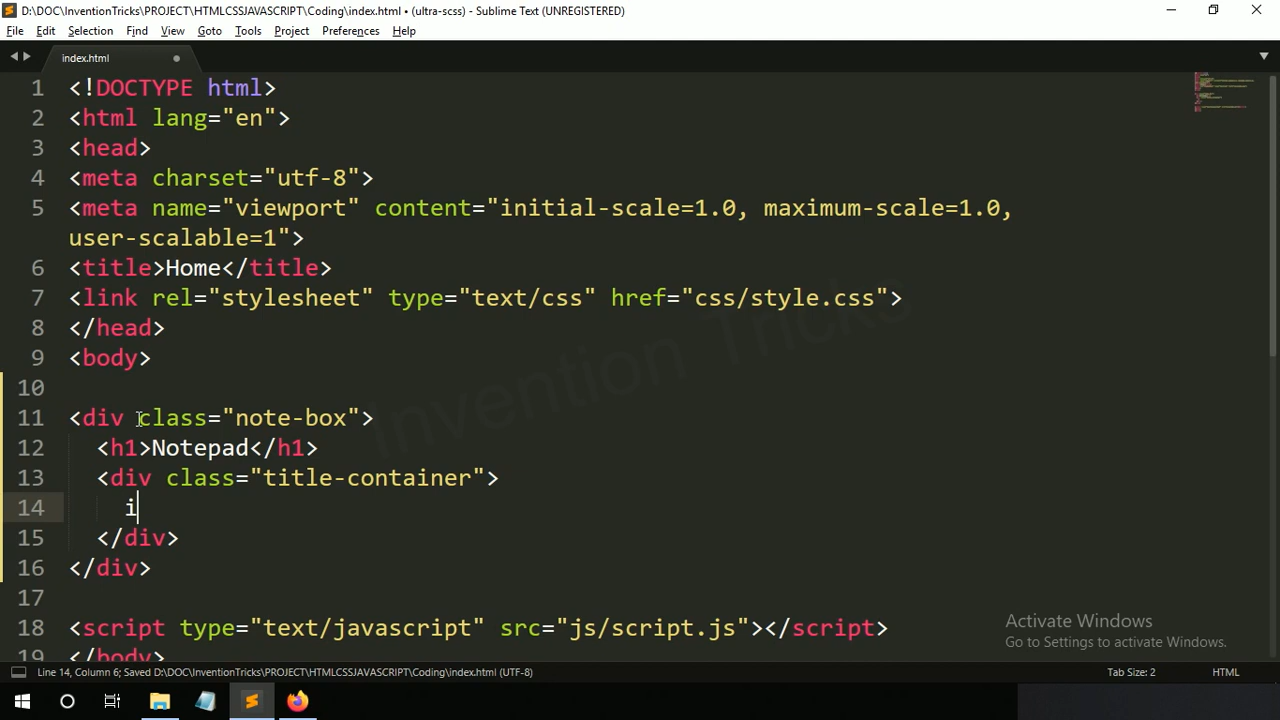 D:\DOC\InventionTricks\PROJECT\HTMLCSSJAVASCRIPT\Coding\index.html • (ultra-scss) - Sublime Text (UNREGISTERED)
File Edit Selection Find View Goto Tools Project Preferences Help
index.html
1 <!DOCTYPE html>
2 <html lang="en">
3 <head>
4 <meta charset="utf-8">
5 <meta name="viewport" content="initial-scale=1.0, maximum-scale=1.0,
user-scalable=1">
6 <title>Home</title>
7 <link rel="stylesheet" type="text/css" href="css/style.css">
8 </head>
9 <body>
10
11 <div class="note-box">
12 <h1>Notepad</h1>
13 <div class="title-container">
14 i
15 </div>
16 </div>
17
18 <script type="text/javascript" src="js/script.js"></script>
19 </body>
Invention Tricks
Activate Windows
Go to Settings to activate Windows.
Line 14, Column 6; Saved D:\DOC\InventionTricks\PROJECT\HTMLCSSJAVASCRIPT\Coding\index.html (UTF-8) Tab Size: 2 HTML